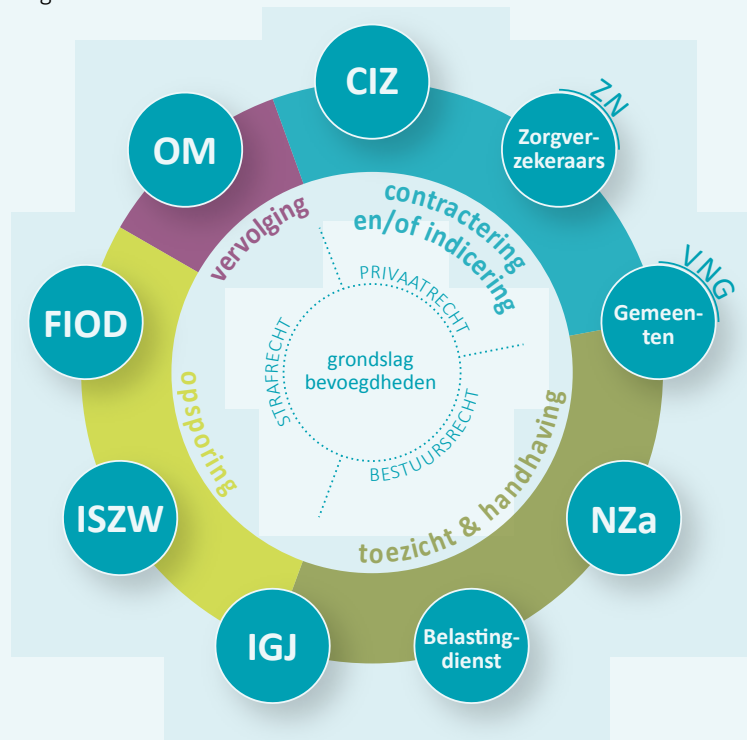 CIZ
ZN
Zorgver-
zekeraars
VNG
Gemeen-
ten
NZa
Belasting-
dienst
IGJ
ISZW
FIOD
OM
vervolging
contractering
en/of indicering
toezicht & handhaving
opsporing
PRIVAATRECHT
BESTUURSRECHT
STRAFRECHT
grondslag
bevoegdheden